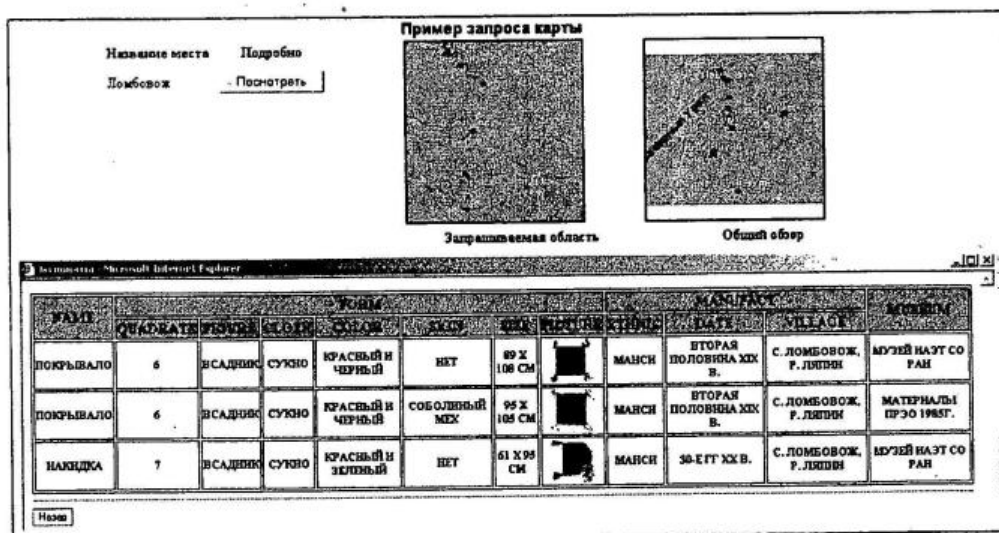 Пример запроса карты
Название места Подробно
Ломбовож Посмотреть
Запрашиваемая область Общий обзор
Microsoft Internet Explorer
NAME FORM MANUFACT MUSEUM
QUADRATE FIGURE CLOTH COLOR SIZE PICTURE ETHNIC DATE VILLAGE
ПОКРЫВАЛО 6 ВСАДНИК СУКНО КРАСНЫЙ И ЧЕРНЫЙ НЕТ 89 X 108 СМ МАНСИ ВТОРАЯ ПОЛОВИНА XIX В. С. ЛОМБОВОЖ, Р. ЛЯПИН МУЗЕЙ ИАЭТ СО РАН
ПОКРЫВАЛО 6 ВСАДНИК СУКНО КРАСНЫЙ И ЧЕРНЫЙ СОБОЛИНЫЙ МЕХ 95 X 105 СМ МАНСИ ВТОРАЯ ПОЛОВИНА XIX В. С. ЛОМБОВОЖ, Р. ЛЯПИН МАТЕРИАЛЫ ПРЭО 1985Г.
НАКИДКА 7 ВСАДНИК СУКНО КРАСНЫЙ И ЗЕЛЕНЫЙ НЕТ 61 X 95 СМ МАНСИ 30-Е ГГ XX В. С. ЛОМБОВОЖ, Р. ЛЯПИН МУЗЕЙ ИАЭТ СО РАН
Назад